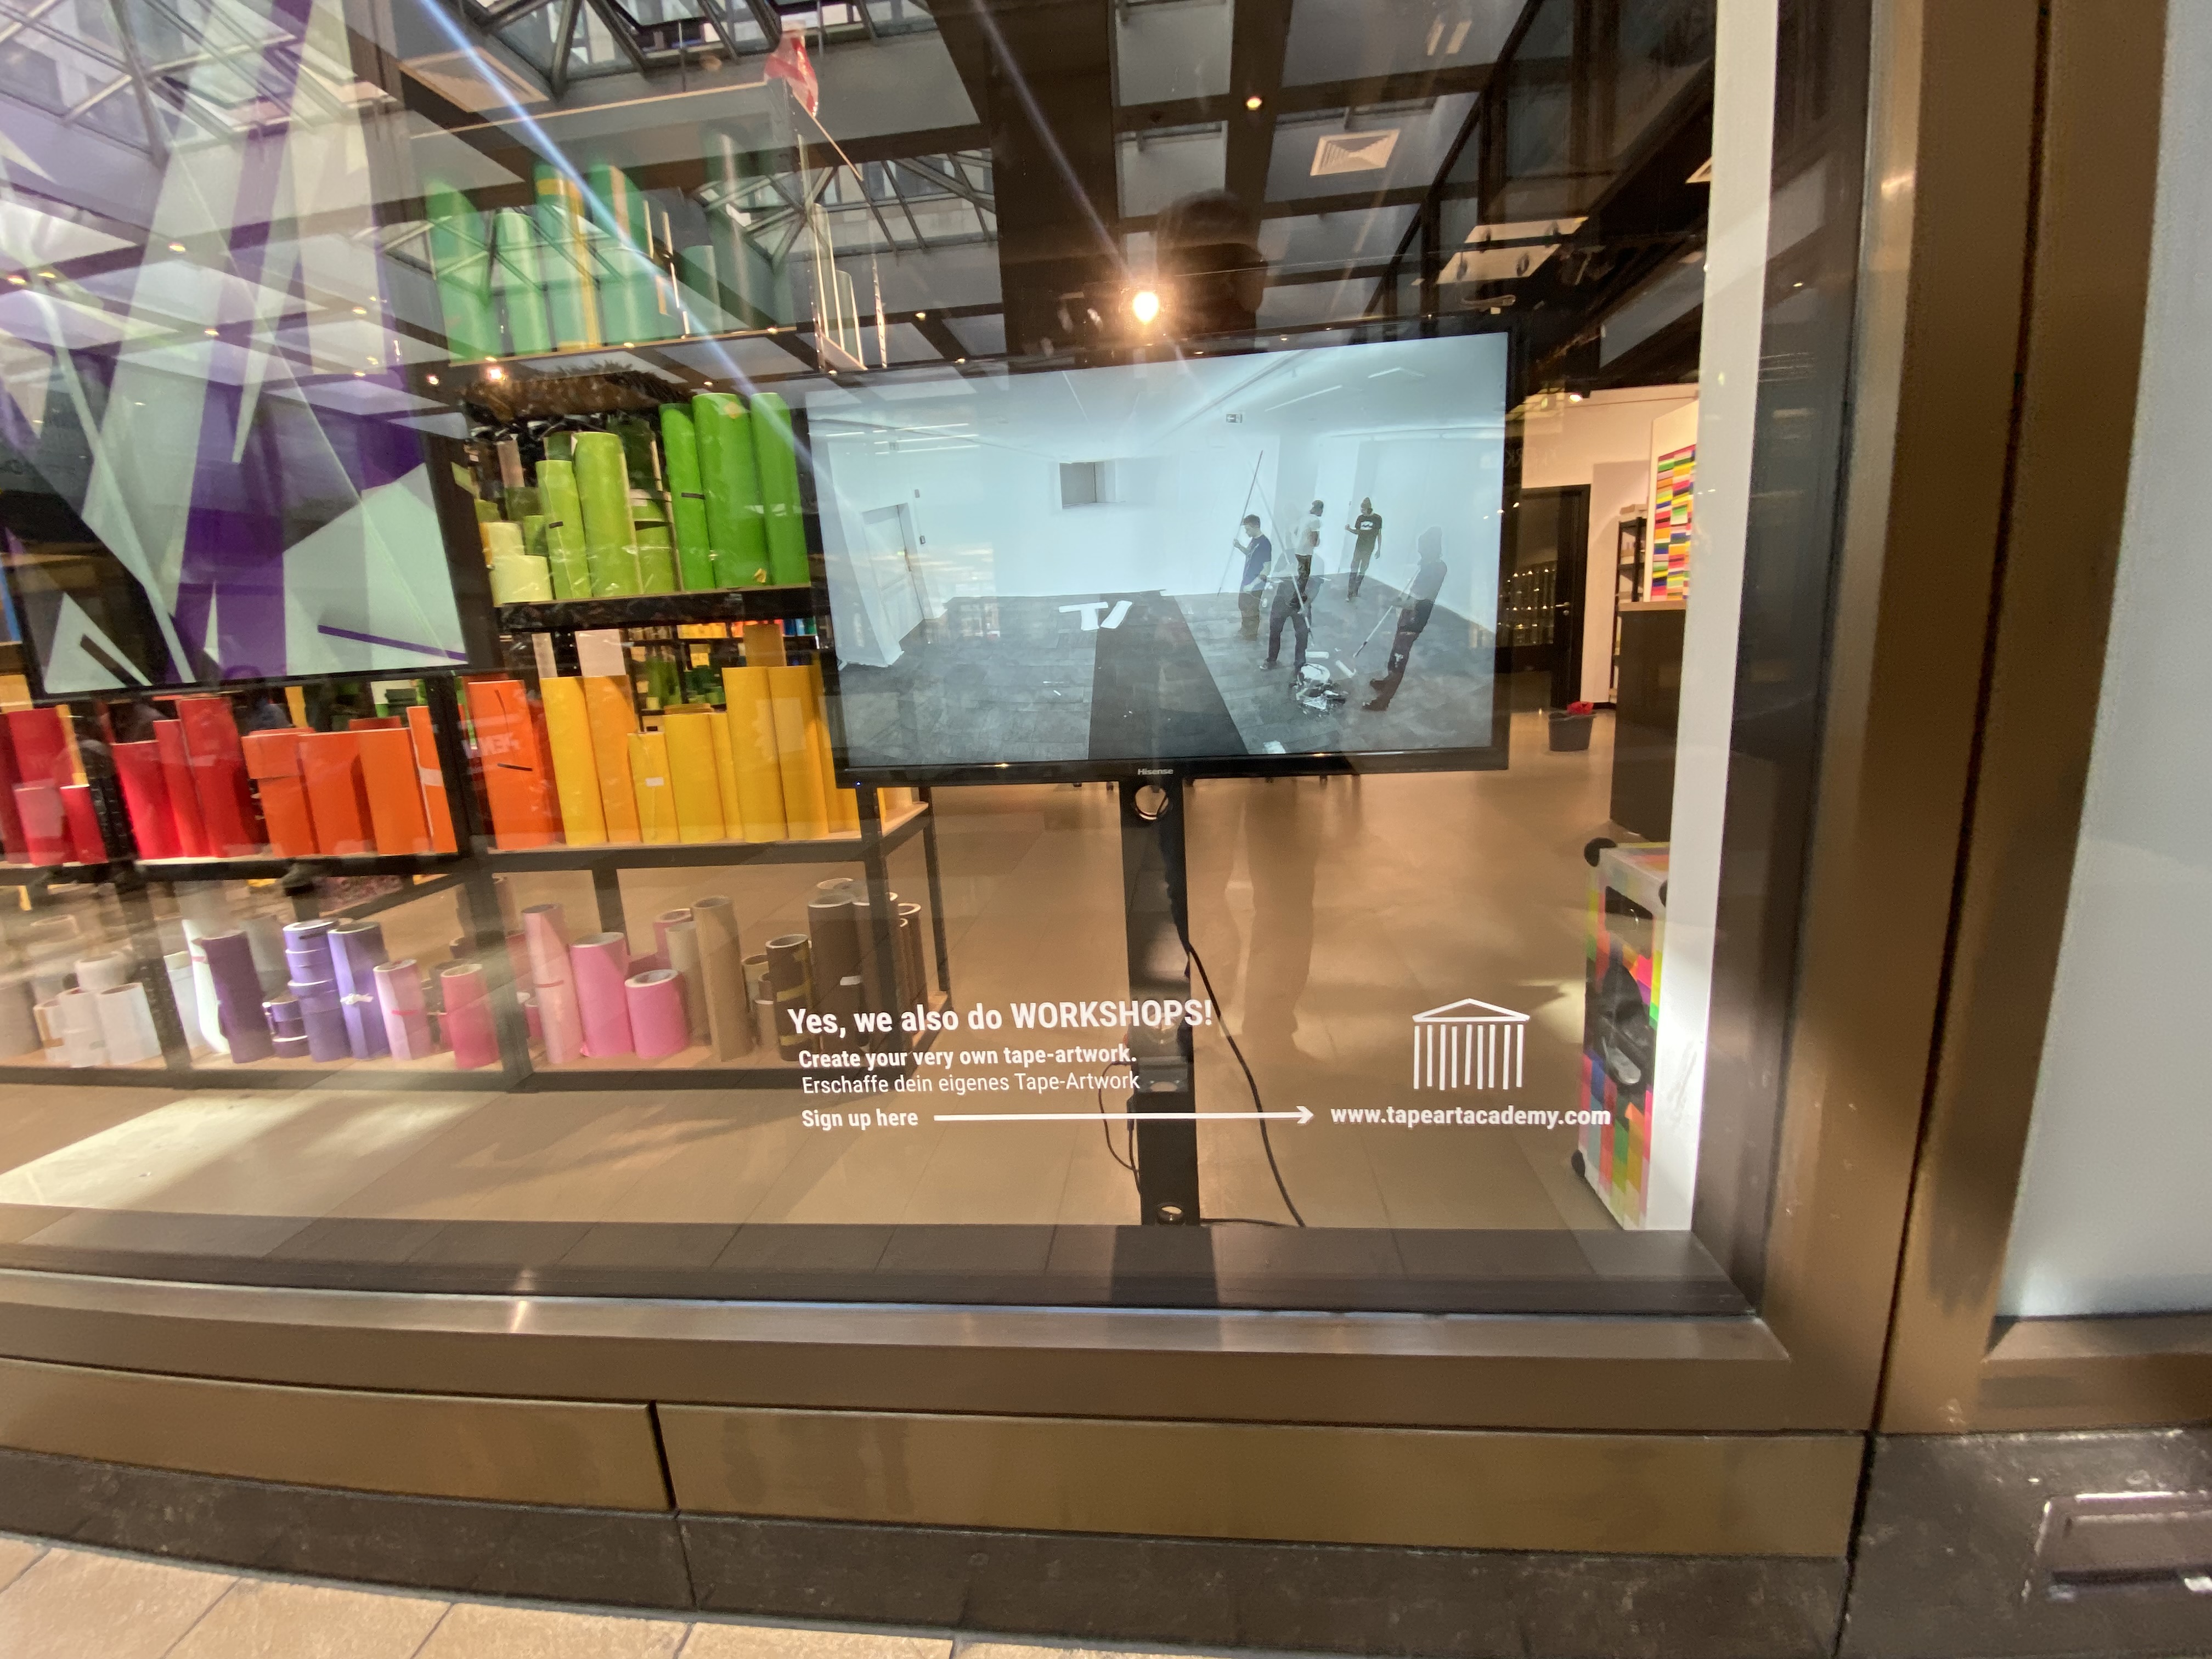 Hisense
Yes, we also do WORKSHOPS!
Create your very own tape-artwork.
Erschaffe dein eigenes Tape-Artwork
Sign up here
www.tapeartacademy.com